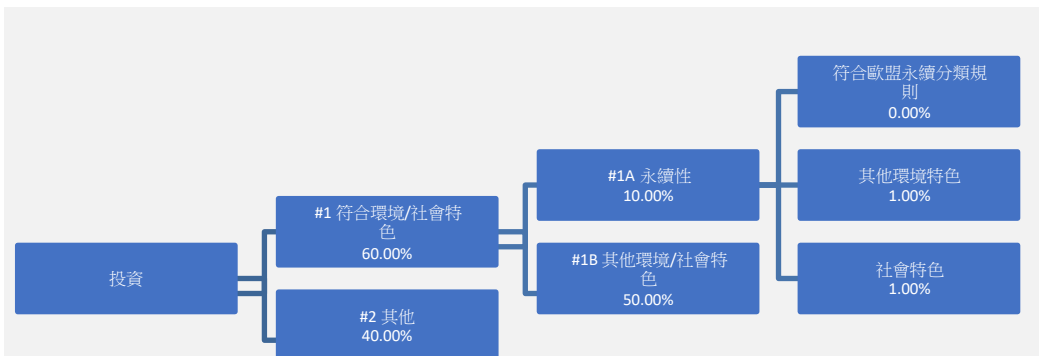 投資
#1 符合環境/社會特
色
60.00%
#2 其他
40.00%
#1A 永續性
10.00%
#1B 其他環境/社會特
色
50.00%
符合歐盟永續分類規
則
0.00%
其他環境特色
1.00%
社會特色
1.00%